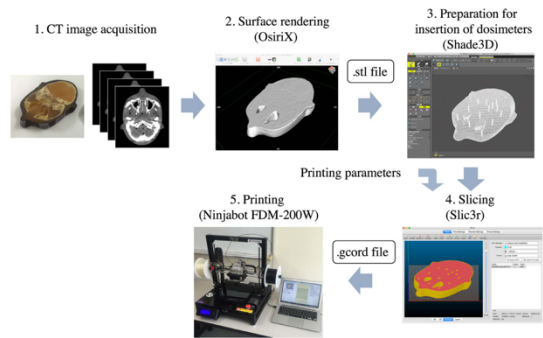 1. CT image acquisition
2. Surface rendering
(OsiriX)
3. Preparation for
insertion of dosimeters
(Shade3D)
.stl file
Printing parameters
4. Slicing
(Slic3r)
5. Printing
(Ninjabot FDM-200W)
.gcord file